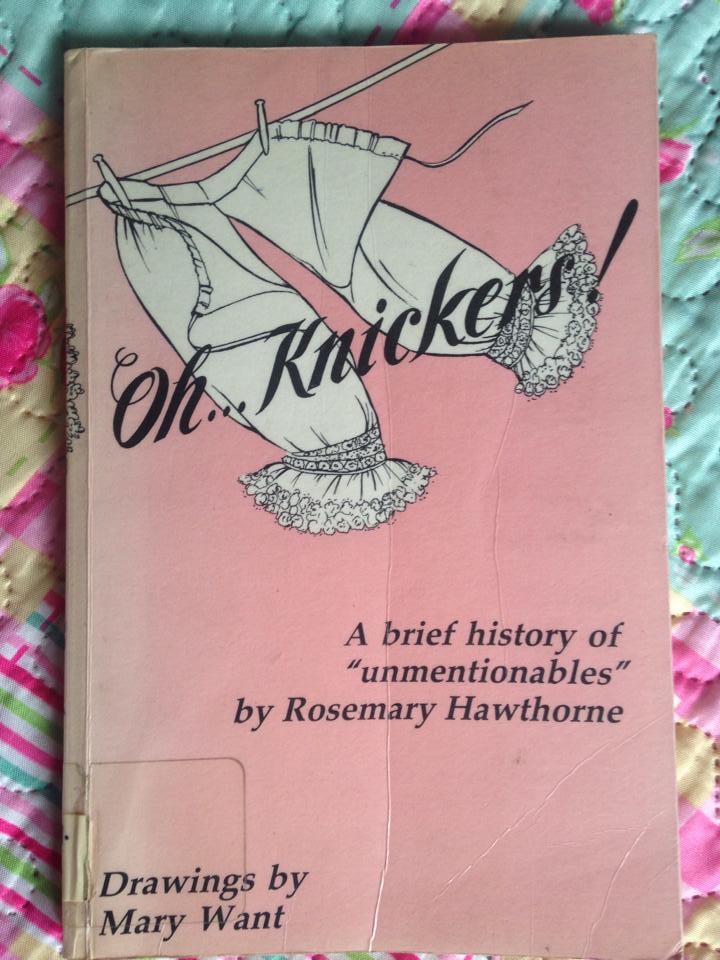 Oh... Knickers!
A brief history of
"unmentionables"
by Rosemary Hawthorne
Drawings by
Mary Want